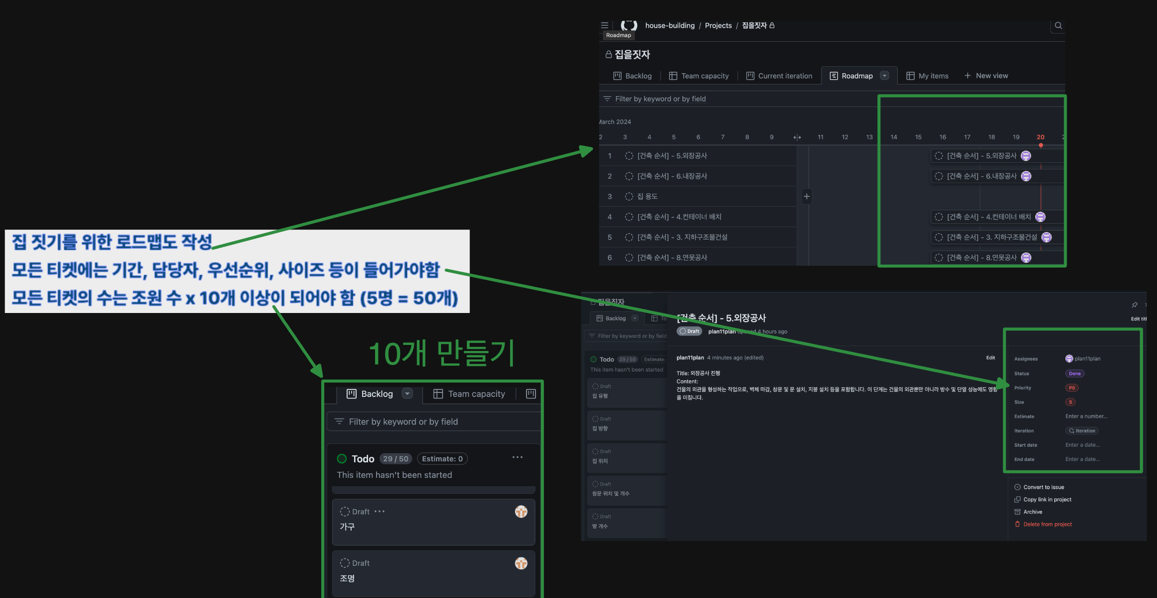 house-building / Projects / 집을짓자
Roadmap
집을짓자
Backlog
Team capacity
Current iteration
Roadmap
My items
+ New view
Filter by keyword or by field
March 2024
2 3 4 5 6 7 8 9 11 12 13 14 15 16 17 18 19 20
1 [건축 순서] - 5.외장공사 [건축 순서] - 5.외장공사
2 [건축 순서] - 6.내장공사 [건축 순서] - 6.내장공사
3 집 용도
4 [건축 순서] - 4.컨테이너 배치 [건축 순서] - 4.컨테이너 배치
5 [건축 순서] - 3. 지하구조물건설 [건축 순서] - 3. 지하구조물건설
6 [건축 순서] - 8.연못공사 [건축 순서] - 8.연못공사
집 짓기를 위한 로드맵도 작성
모든 티켓에는 기간, 담당자, 우선순위, 사이즈 등이 들어가야함
모든 티켓의 수는 조원 수 x 10개 이상이 되어야 함 (5명 = 50개)
10개 만들기
Backlog
Team capacity
Filter by keyword or by field
Todo 29 / 50 Estimate: 0
This item hasn't been started
Draft
가구
Draft
조명
집을짓자
Backlog
Filter by keyword or by field
Todo 29 / 50 Estimate
This item hasn't been started
Draft
집 유형
Draft
집 방향
Draft
집 위치
Draft
창문 위치 및 개수
Draft
방 개수
[건축 순서] - 5.외장공사
Edit titl
Draft plan11plan opened 4 hours ago
plan11plan 4 minutes ago (edited)
Edit
Title: 외장공사 진행
Content:
건물의 외관을 형성하는 작업으로, 벽체 마감, 창문 및 문 설치, 지붕 설치 등을 포함합니다. 이 단계는 건물의 외관뿐만 아니라 방수 및 단열 성능에도 영향
을 미칩니다.
Assignees plan11plan
Status Done
Priority P0
Size S
Estimate Enter a number...
Iteration Iteration
Start date Enter a date...
End date Enter a date...
Convert to issue
Copy link in project
Archive
Delete from project